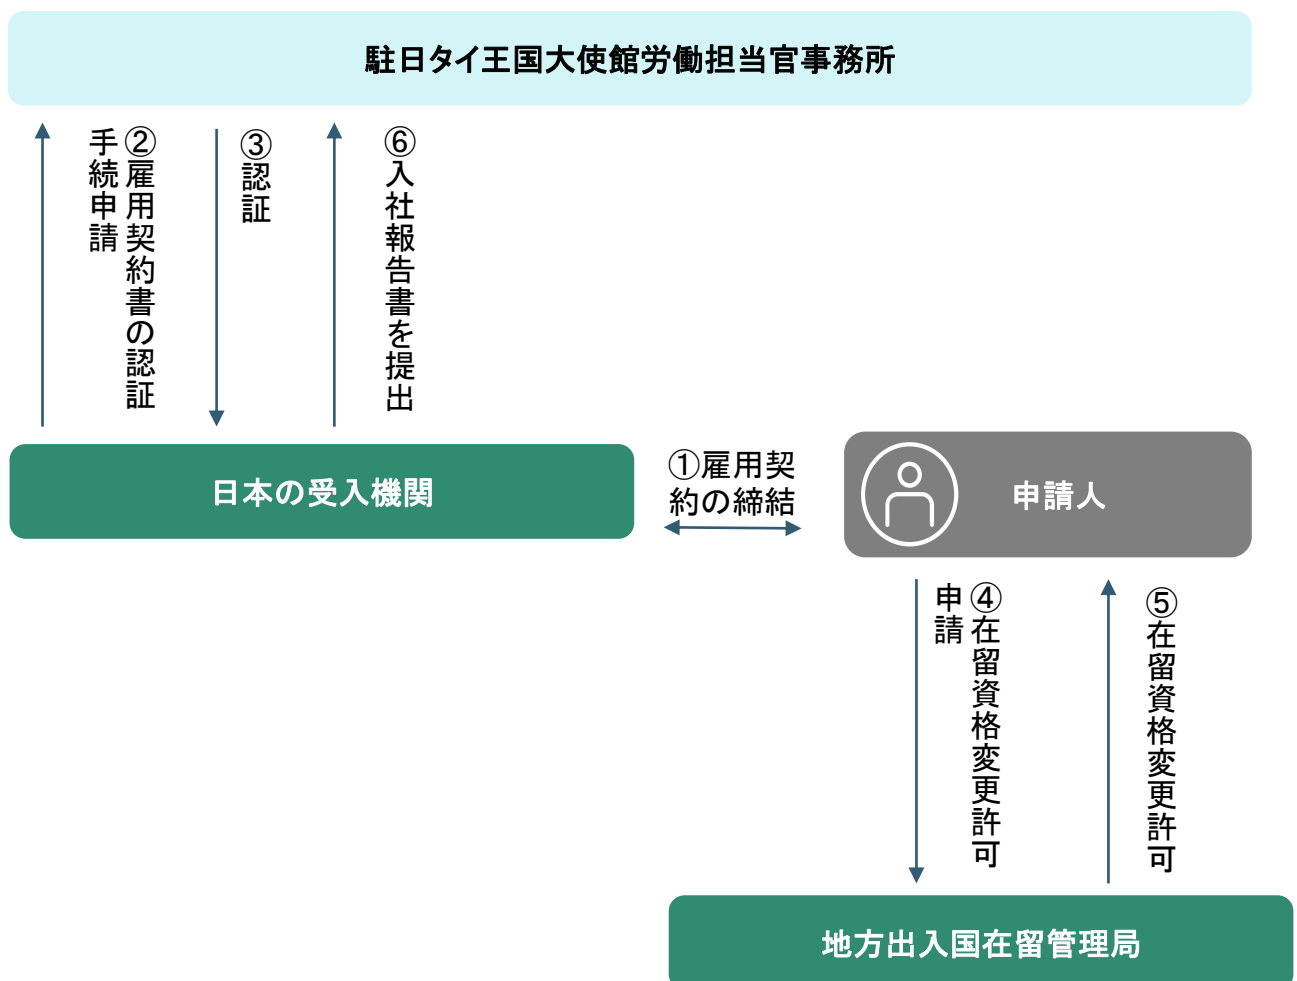 駐日タイ王国大使館労働担当官事務所
②雇用契約書の認証
手続申請
③認証
⑥入社報告書を提出
日本の受入機関
①雇用契
約の締結
申請人
④在留資格変更許可
申請
⑤在留資格変更許可
地方出入国在留管理局